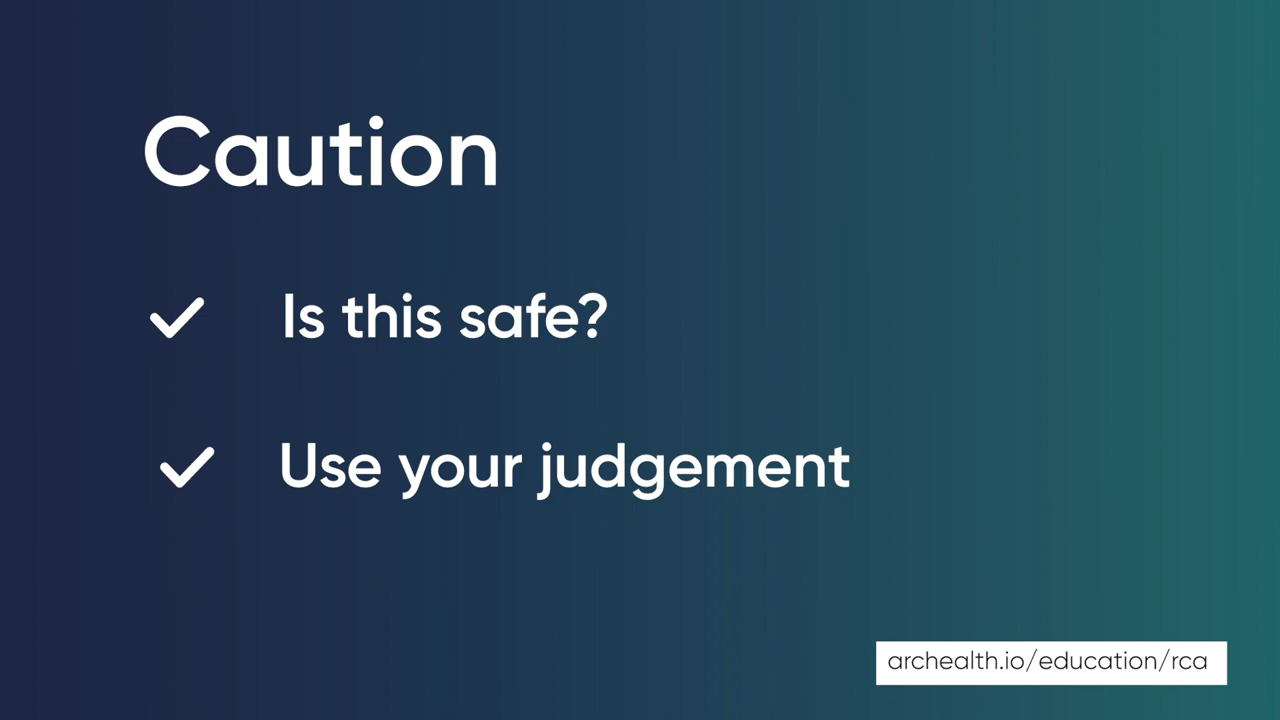 Caution
Is this safe?
Use your judgement
archealth.io/education/rca